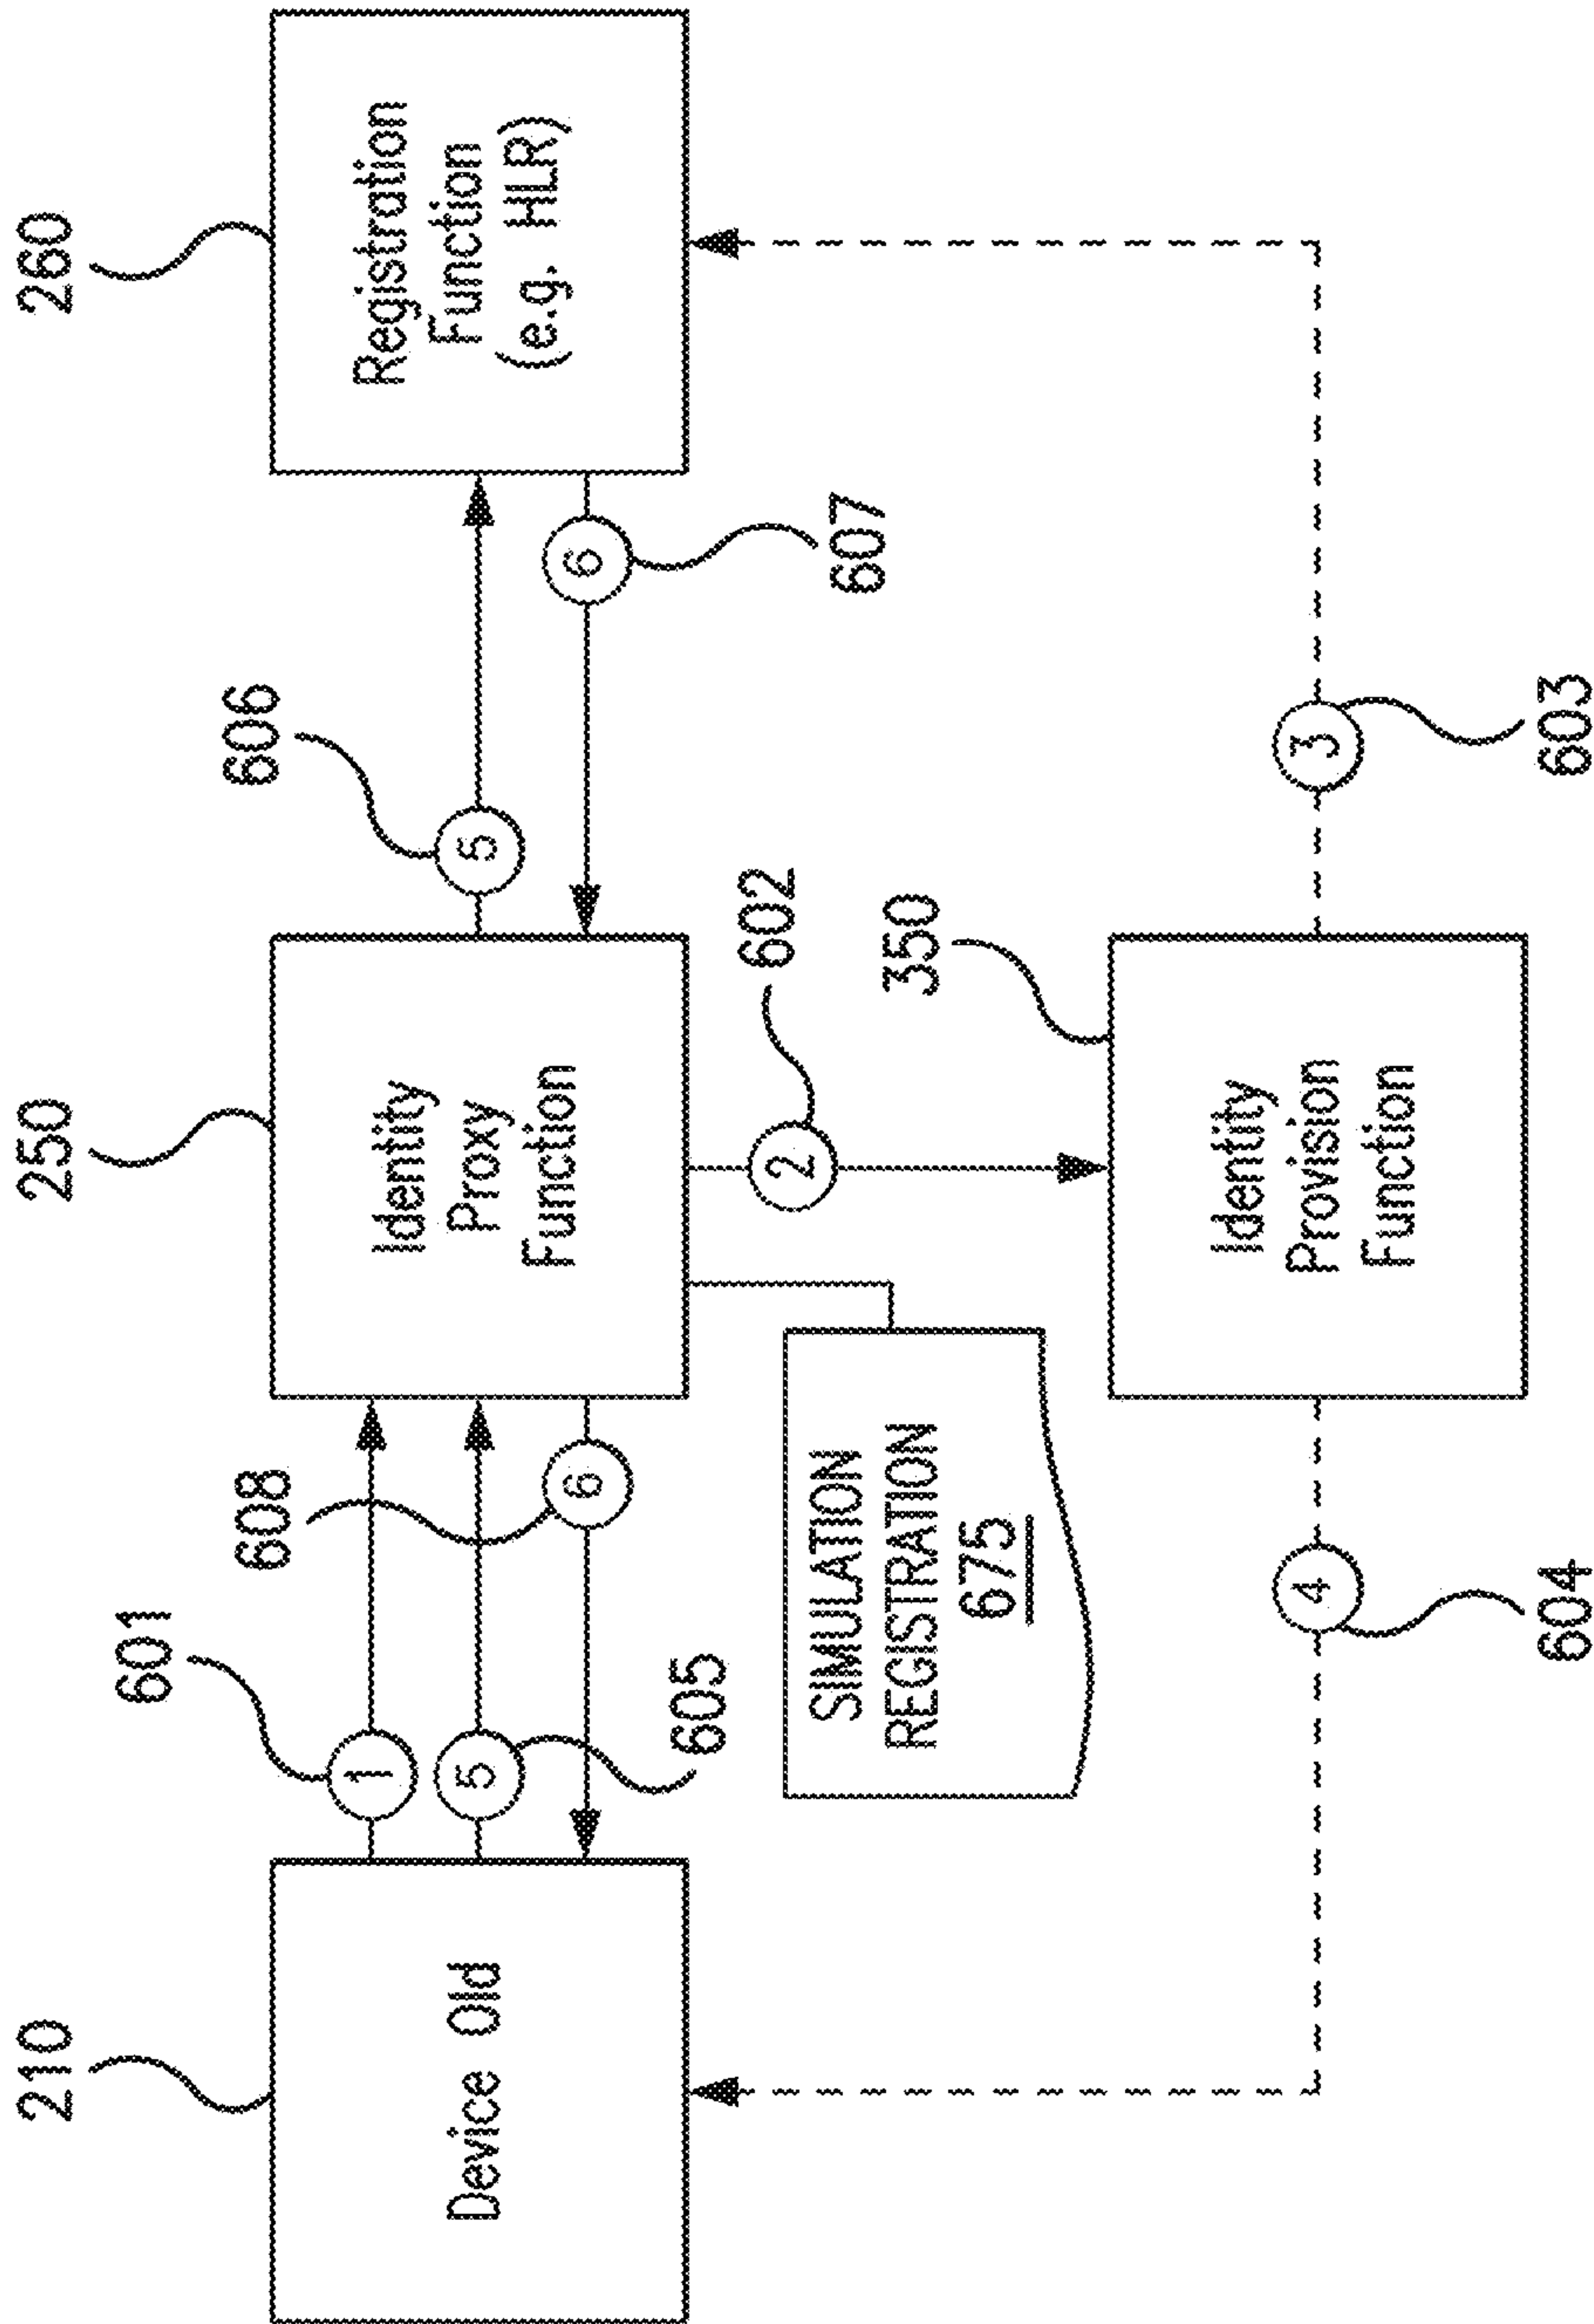 210
250
260
601
608
606
Device Old
1
5
6
605
Identity
Proxy
Function
5
6
607
Registration
Function
(e.g. HLR)
SIMULATION
REGISTRATION
675
2
602
350
Identity
Provision
Function
4
604
3
603